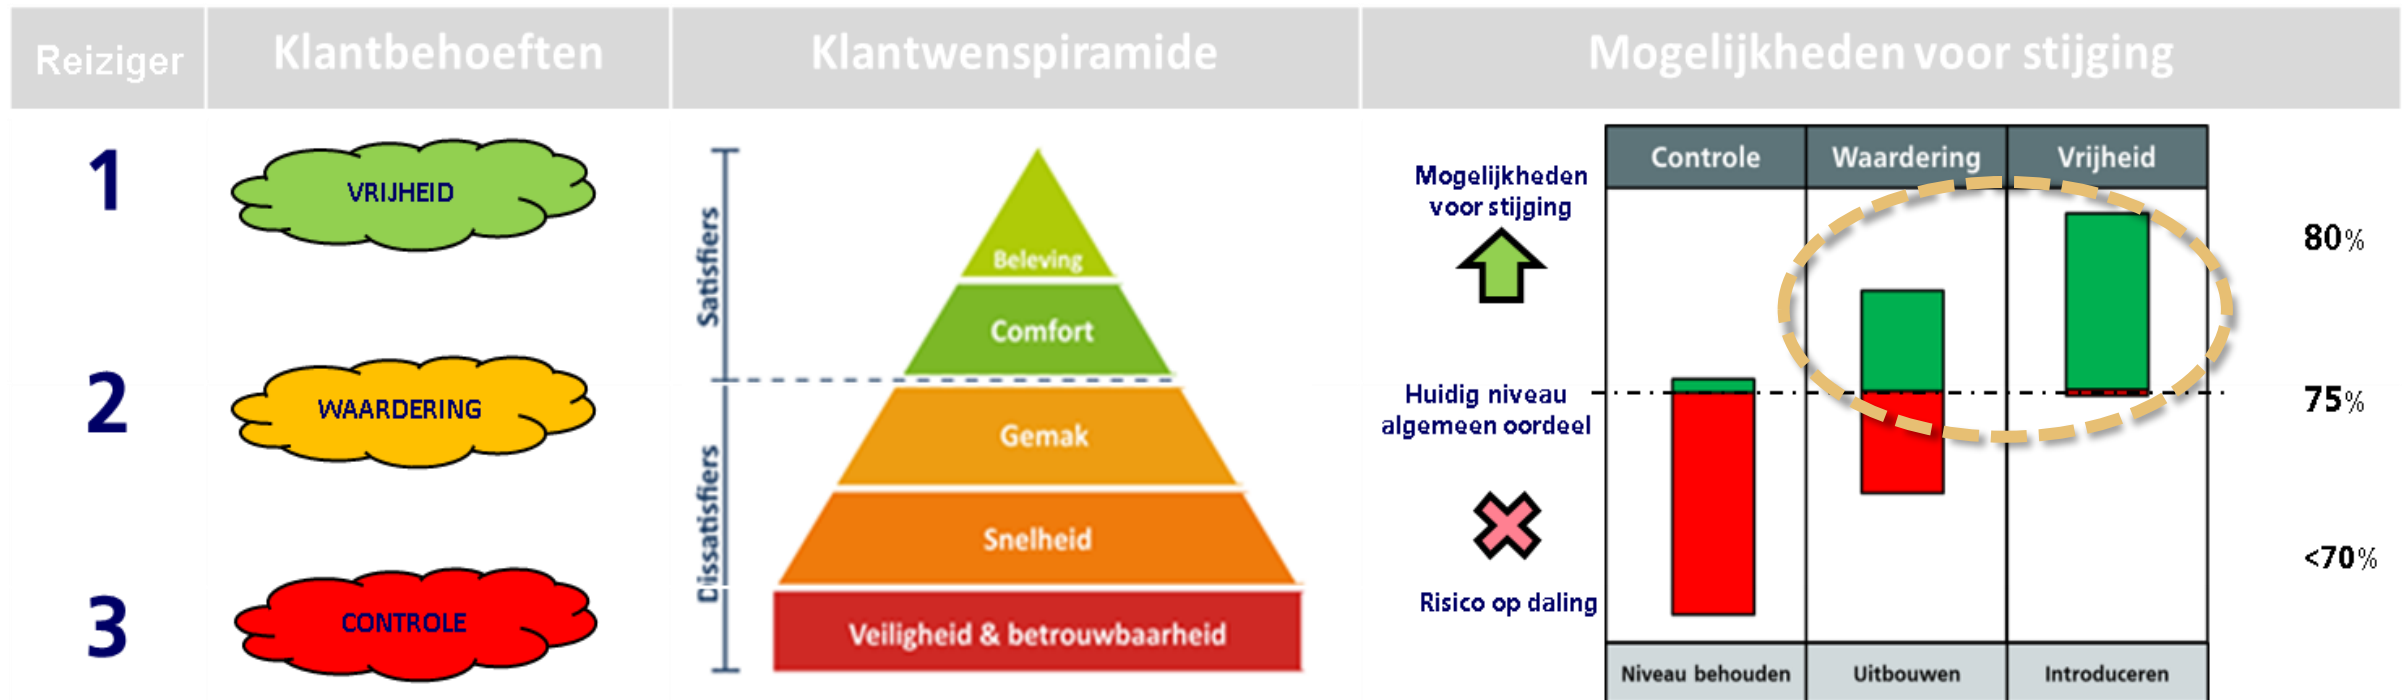 Reiziger
Klantbehoeften
Klantwenspiramide
Mogelijkheden voor stijging
1
VRIJHEID
2
WAARDERING
3
CONTROLE
Satisfiers
Dissatisfiers
Beleving
Comfort
Gemak
Snelheid
Veiligheid & betrouwbaarheid
Mogelijkheden
voor stijging
Huidig niveau
algemeen oordeel
Risico op daling
Controle
Waardering
Vrijheid
80%
75%
<70%
Niveau behouden
Uitbouwen
Introduceren